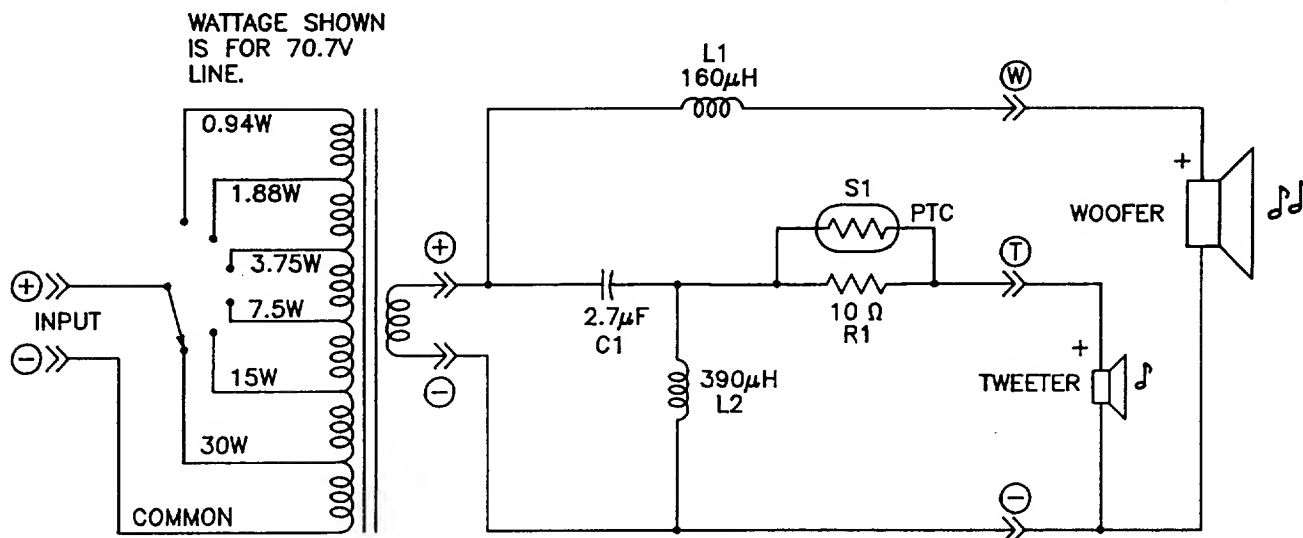 WATTAGE SHOWN
IS FOR 70.7V
LINE.
L1
160μH
W
0.94W
1.88W
S1
PTC
+
WOOFER
3.75W
+
T
+
INPUT
7.5W
2.7μF
C1
10 Ω
R1
−
15W
−
390μH
L2
+
TWEETER
30W
−
COMMON